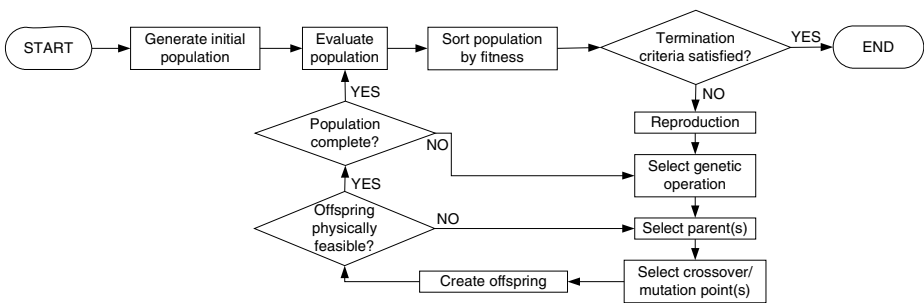 START
Generate initial
population
Evaluate
population
Sort population
by fitness
Termination
criteria satisfied?
YES
END
NO
Reproduction
Select genetic
operation
Select parent(s)
Select crossover/
mutation point(s)
Create offspring
Offspring
physically
feasible?
NO
YES
Population
complete?
NO
YES